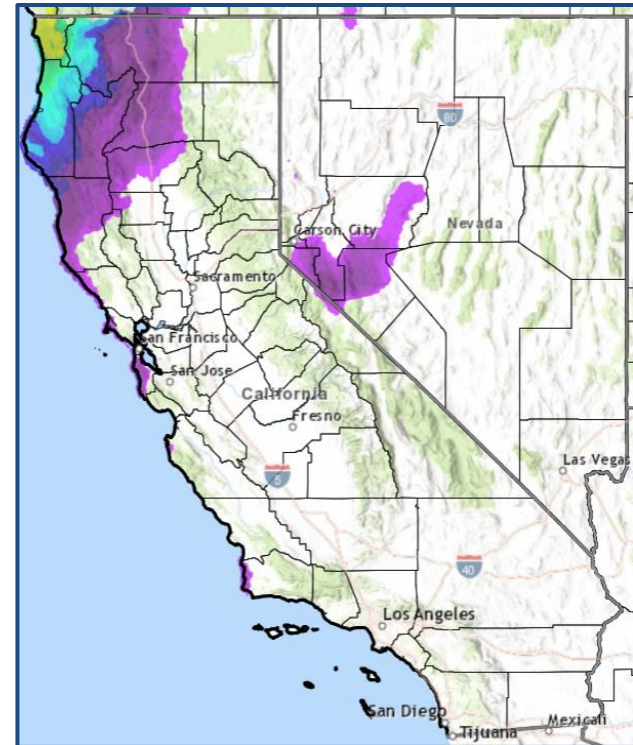 80
Carson City
Nevada
Sacramento
San Francisco
San Jose
California
Fresno
Las Vegas
5
40
Los Angeles
San Diego
Tijuana
Mexicali